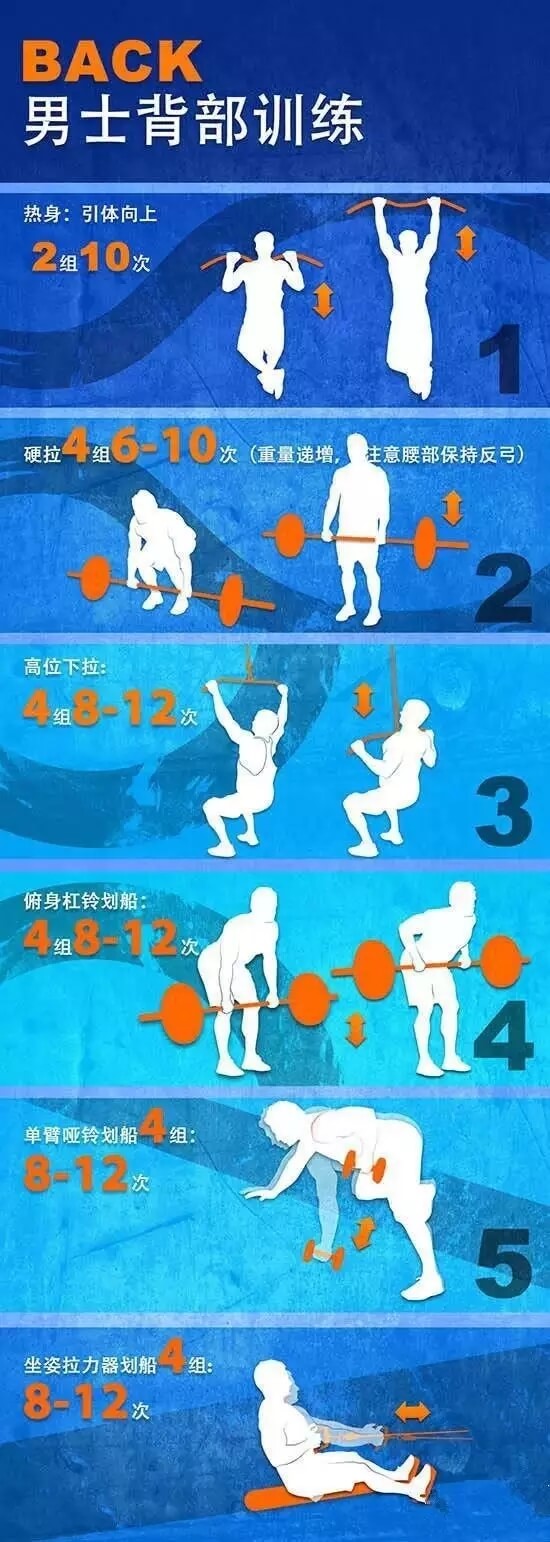 BACK
男士背部训练
热身：引体向上
2组10次
1
硬拉4组6-10次（重量递增，注意腰部保持反弓）
2
高位下拉:
4组8-12次
3
俯身杠铃划船:
4组8-12次
4
单臂哑铃划船4组:
8-12次
5
坐姿拉力器划船4组:
8-12次